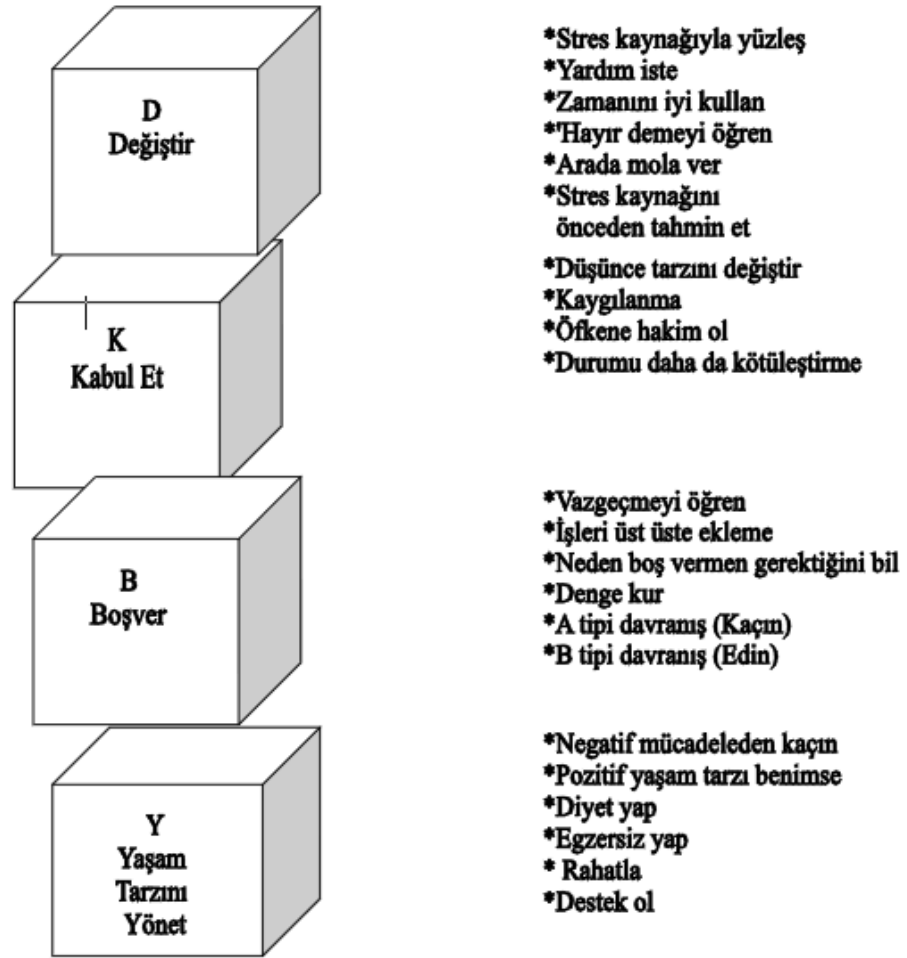 D
Değiştir
*Stres kaynağıyla yüzleş
*Yardım iste
*Zamanını iyi kullan
*'Hayır demeyi öğren
*Arada mola ver
*Stres kaynağını
önceden tahmin et
K
Kabul Et
*Düşünce tarzını değiştir
*Kaygılanma
*Öfkene hakim ol
*Durumu daha da kötüleştirme
B
Boşver
*Vazgeçmeyi öğren
*İşleri üst üste ekleme
*Neden boş vermen gerektiğini bil
*Denge kur
*A tipi davranış (Kaçın)
*B tipi davranış (Edin)
Y
Yaşam
Tarzını
Yönet
*Negatif mücadeleden kaçın
*Pozitif yaşam tarzı benimse
*Diyet yap
*Egzersiz yap
* Rahatla
*Destek ol